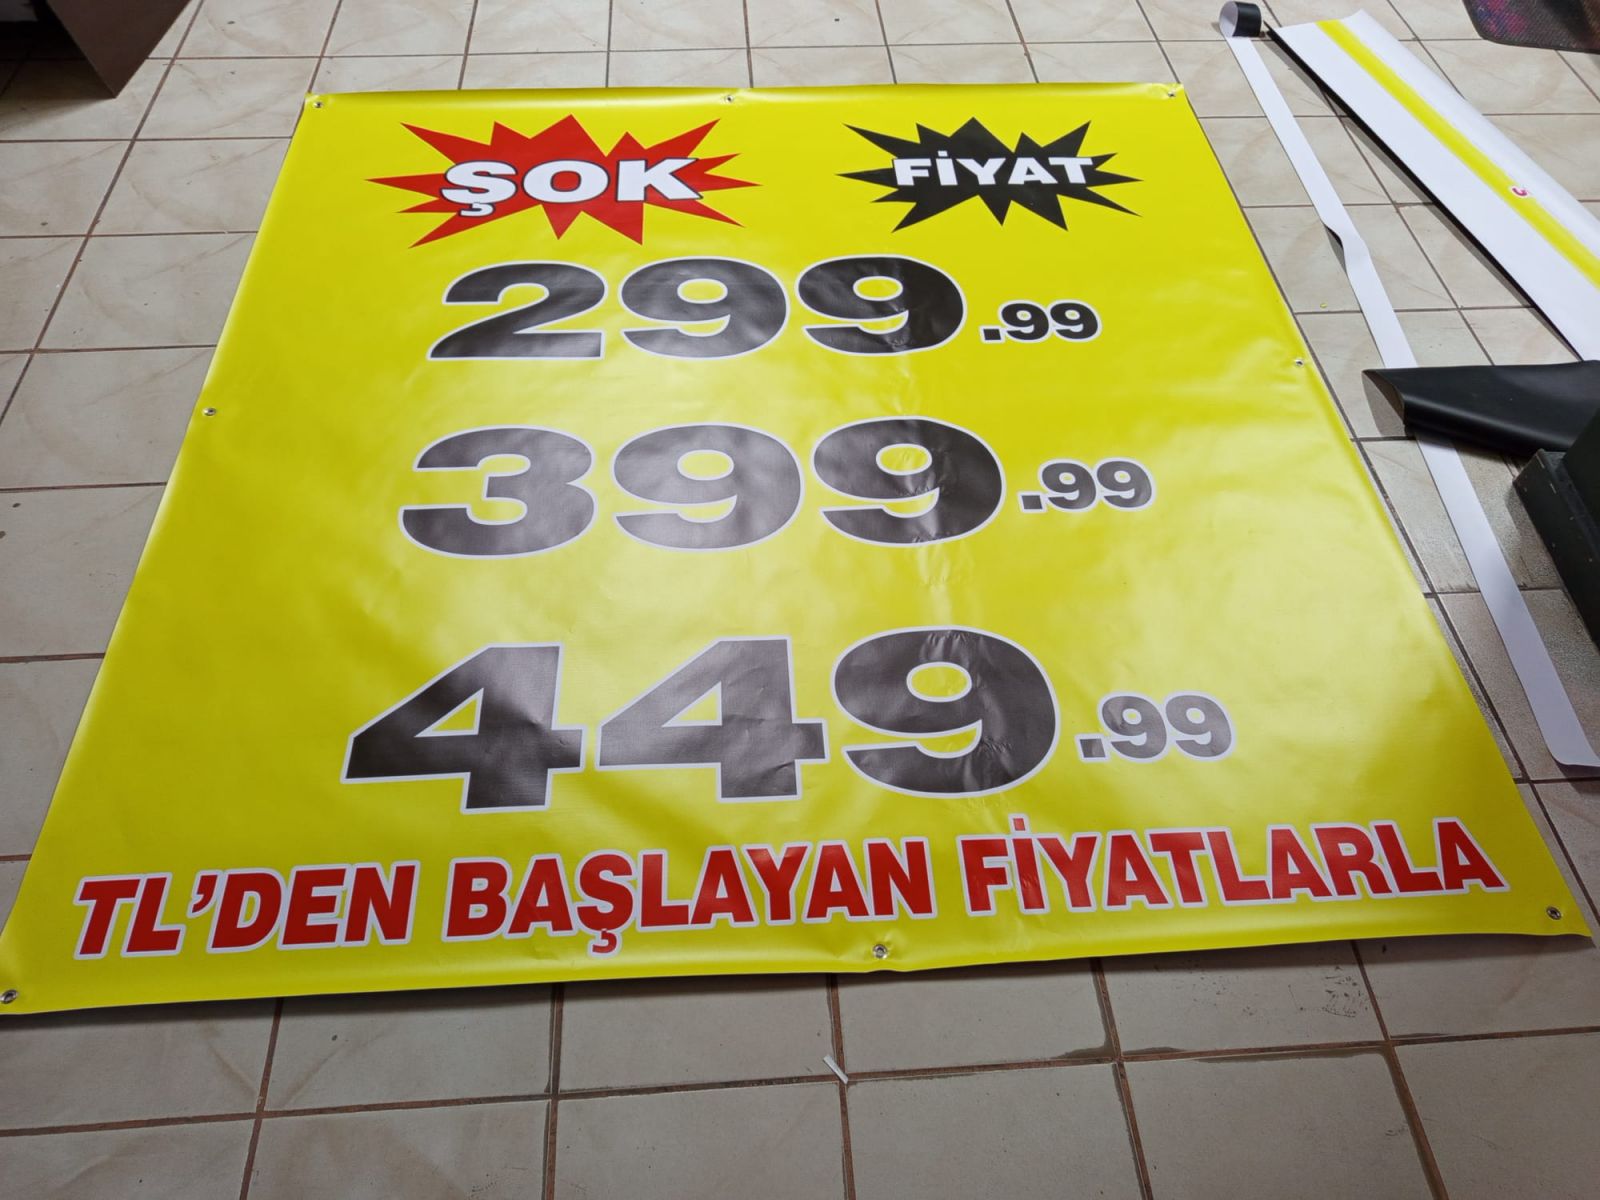 ŞOK FİYAT
299.99
399.99
449.99
TL'DEN BAŞLAYAN FİYATLARLA